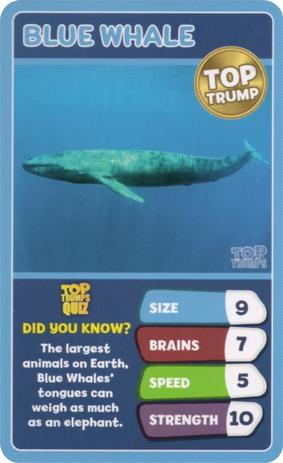 BLUE WHALE
TOP
TRUMP
TOP
TRUMPS
TOP
TRUMPS
QUIZ
DID YOU KNOW?
The largest
animals on Earth,
Blue Whales'
tongues can
weigh as much
as an elephant.
SIZE 9
BRAINS 7
SPEED 5
STRENGTH 10